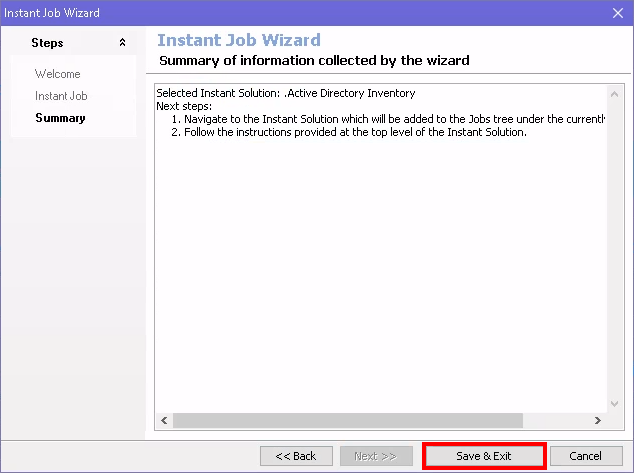 Instant Job Wizard
Steps
Welcome
Instant Job
Summary
Instant Job Wizard
Summary of information collected by the wizard
Selected Instant Solution: .Active Directory Inventory
Next steps:
1. Navigate to the Instant Solution which will be added to the Jobs tree under the currently
2. Follow the instructions provided at the top level of the Instant Solution.
<< Back
Next >>
Save & Exit
Cancel